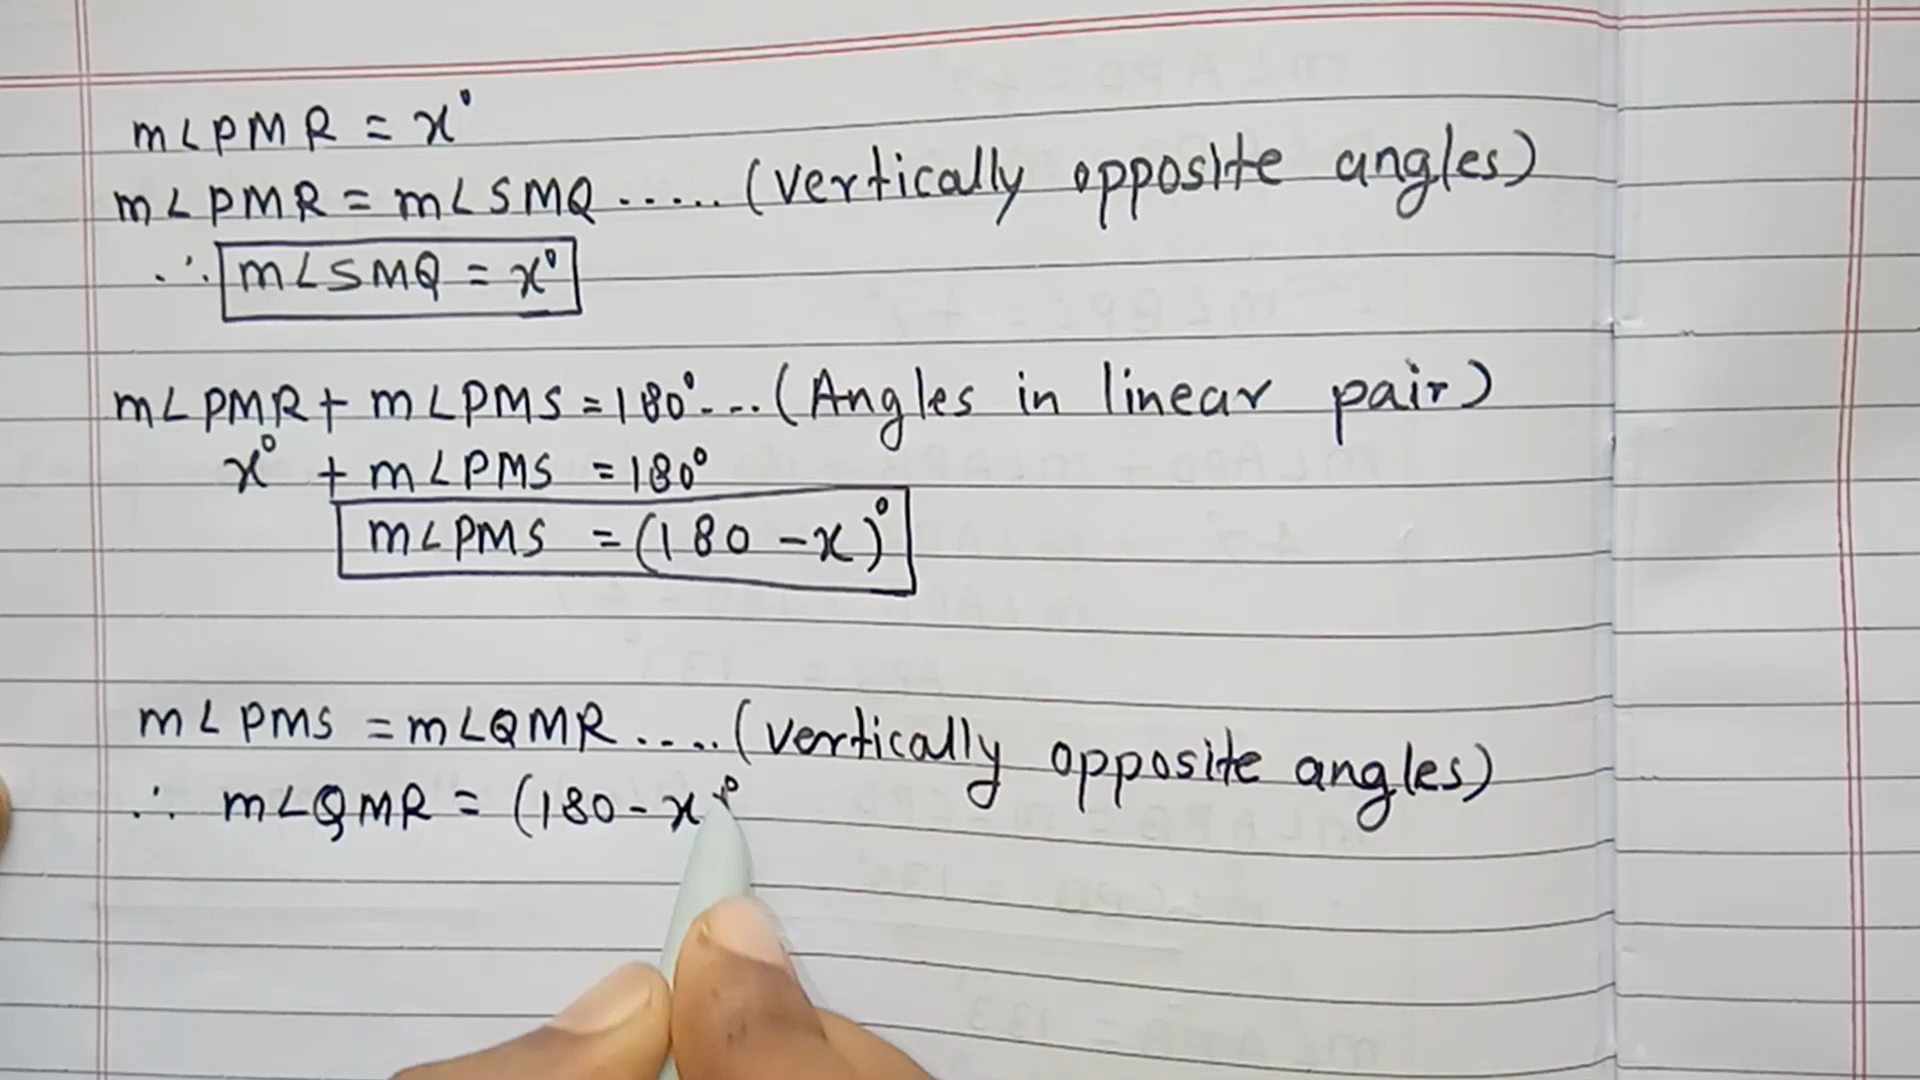 m∠PMR = x°
m∠PMR = m∠SMQ ..... (vertically opposite angles)
∴ m∠SMQ = x°
m∠PMR + m∠PMS = 180° ... (Angles in linear pair)
x° + m∠PMS = 180°
m∠PMS = (180 - x)°
m∠PMS = m∠QMR .... (vertically opposite angles)
∴ m∠QMR = (180 - x)°